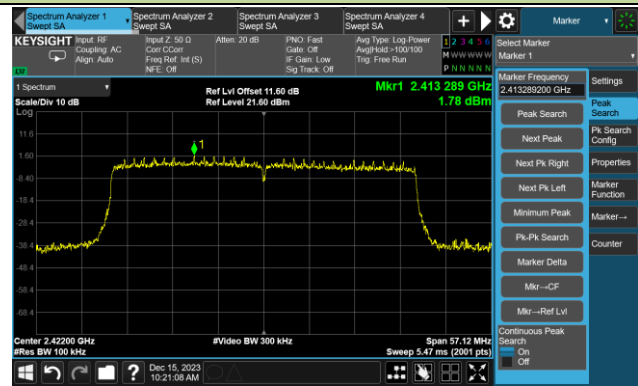 Spectrum Analyzer 1
Swept SA
Spectrum Analyzer 2
Swept SA
Spectrum Analyzer 3
Swept SA
Spectrum Analyzer 4
Swept SA
Marker
KEYSIGHT
Input: RF
Coupling: AC
Align: Auto
Input Z: 50 Ω
Corr CCorr
Freq Ref: Int (S)
NFE: Off
Atten: 20 dB
PNO: Fast
Gate: Off
IF Gain: Low
Sig Track: Off
Avg Type: Log-Power
Avg|Hold:>100/100
Trig: Free Run
1 2 3 4 5 6
M W W W W W
P N N N N N
Select Marker
Marker 1
LW
1 Spectrum
Scale/Div 10 dB
Log
Ref Lvl Offset 11.60 dB
Ref Level 21.60 dBm
Mkr1 2.413 289 GHz
1.78 dBm
11.6
1.60
-8.40
-18.4
-28.4
-38.4
-48.4
-58.4
-68.4
1
Center 2.42200 GHz
#Res BW 100 kHz
#Video BW 300 kHz
Span 57.12 MHz
Sweep 5.47 ms (2001 pts)
Marker Frequency
2.413289200 GHz
Peak Search
Next Peak
Next Pk Right
Next Pk Left
Minimum Peak
Pk-Pk Search
Marker Delta
Mkr→CF
Mkr→Ref Lvl
Continuous Peak
Search
On
Off
Settings
Peak
Search
Pk Search
Config
Properties
Marker
Function
Marker→
Counter
?
Dec 15, 2023
10:21:08 AM